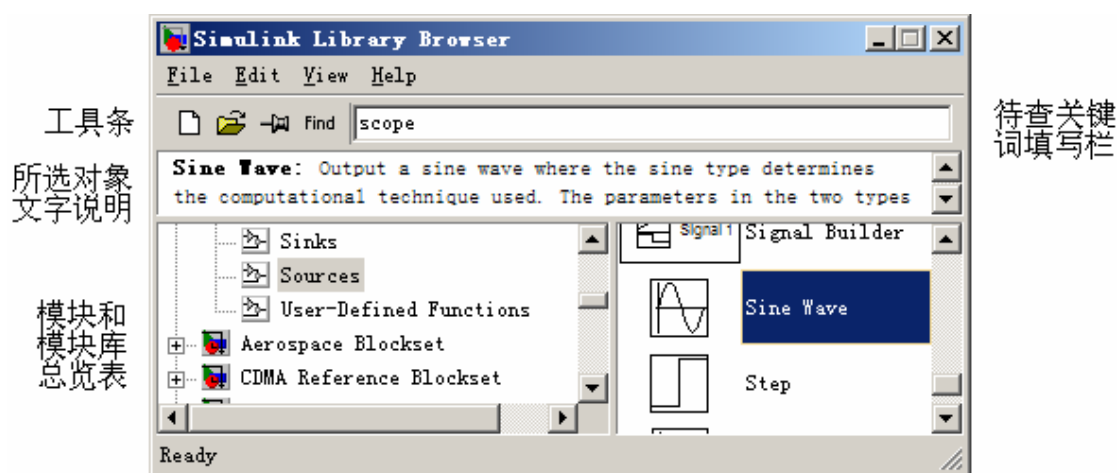 Simulink Library Browser
File Edit View Help
工具条
Find
scope
待查关键
词填写栏
所选对象
文字说明
Sine Wave: Output a sine wave where the sine type determines
the computational technique used. The parameters in the two types
模块和
模块库
总览表
Sinks
Sources
User-Defined Functions
Aerospace Blockset
CDMA Reference Blockset
Signal 1
Signal Builder
Sine Wave
Step
Ready